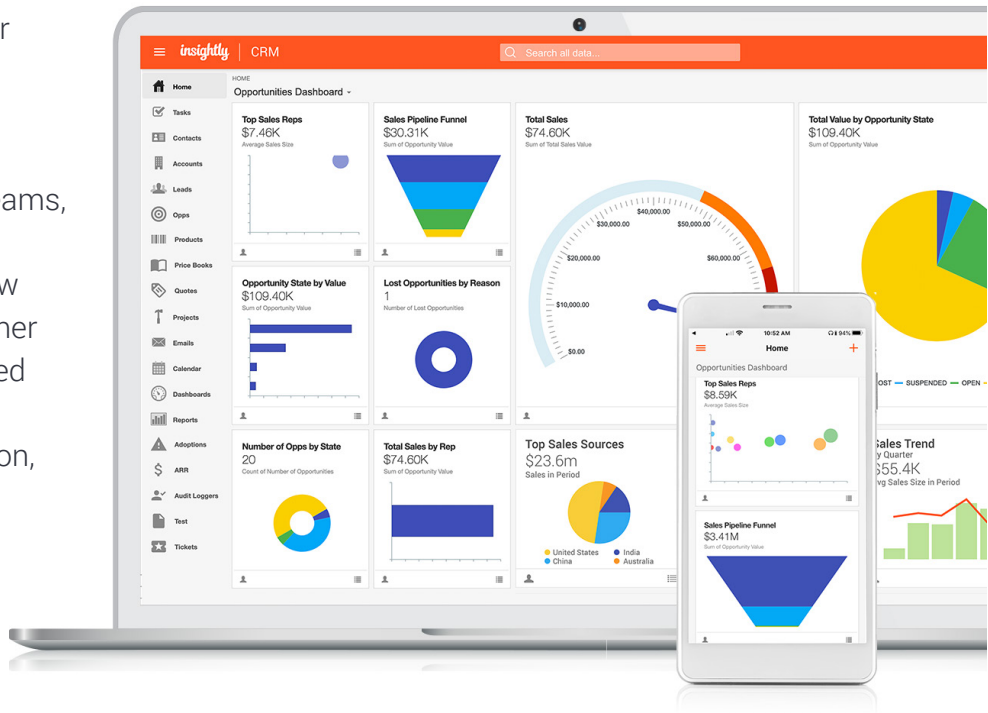 r
ams,
w
ner
ed
on,
insightly | CRM
Search all data...
Home
Tasks
Contacts
Accounts
Leads
Opps
Products
Price Books
Quotes
Projects
Emails
Calendar
Dashboards
Reports
Adoptions
ARR
Audit Loggers
Test
Tickets
HOME
Opportunities Dashboard
Top Sales Reps
$7.46K
Average Sales Size
Sales Pipeline Funnel
$30.31K
Sum of Opportunity Value
Total Sales
$74.60K
Sum of Total Sales Value
$0.00
$10,000.00
$20,000.00
$30,000.00
$40,000.00
$50,000.00
$60,000.00
Total Value by Opportunity State
$109.40K
Sum of Opportunity Value
OST — SUSPENDED — OPEN
Opportunity State by Value
$109.40K
Sum of Opportunity Value
Lost Opportunities by Reason
1
Number of Lost Opportunities
Number of Opps by State
20
Count of Number of Opportunities
Total Sales by Rep
$74.60K
Sum of Opportunity Value
Top Sales Sources
$23.6m
Sales in Period
United States
India
China
Australia
Sales Trend
y Quarter
$55.4K
vg Sales Size in Period
10:52 AM
94%
Home
Opportunities Dashboard
Top Sales Reps
$8.59K
Average Sales Size
Sales Pipeline Funnel
$3.41M
Sum of Opportunity Value